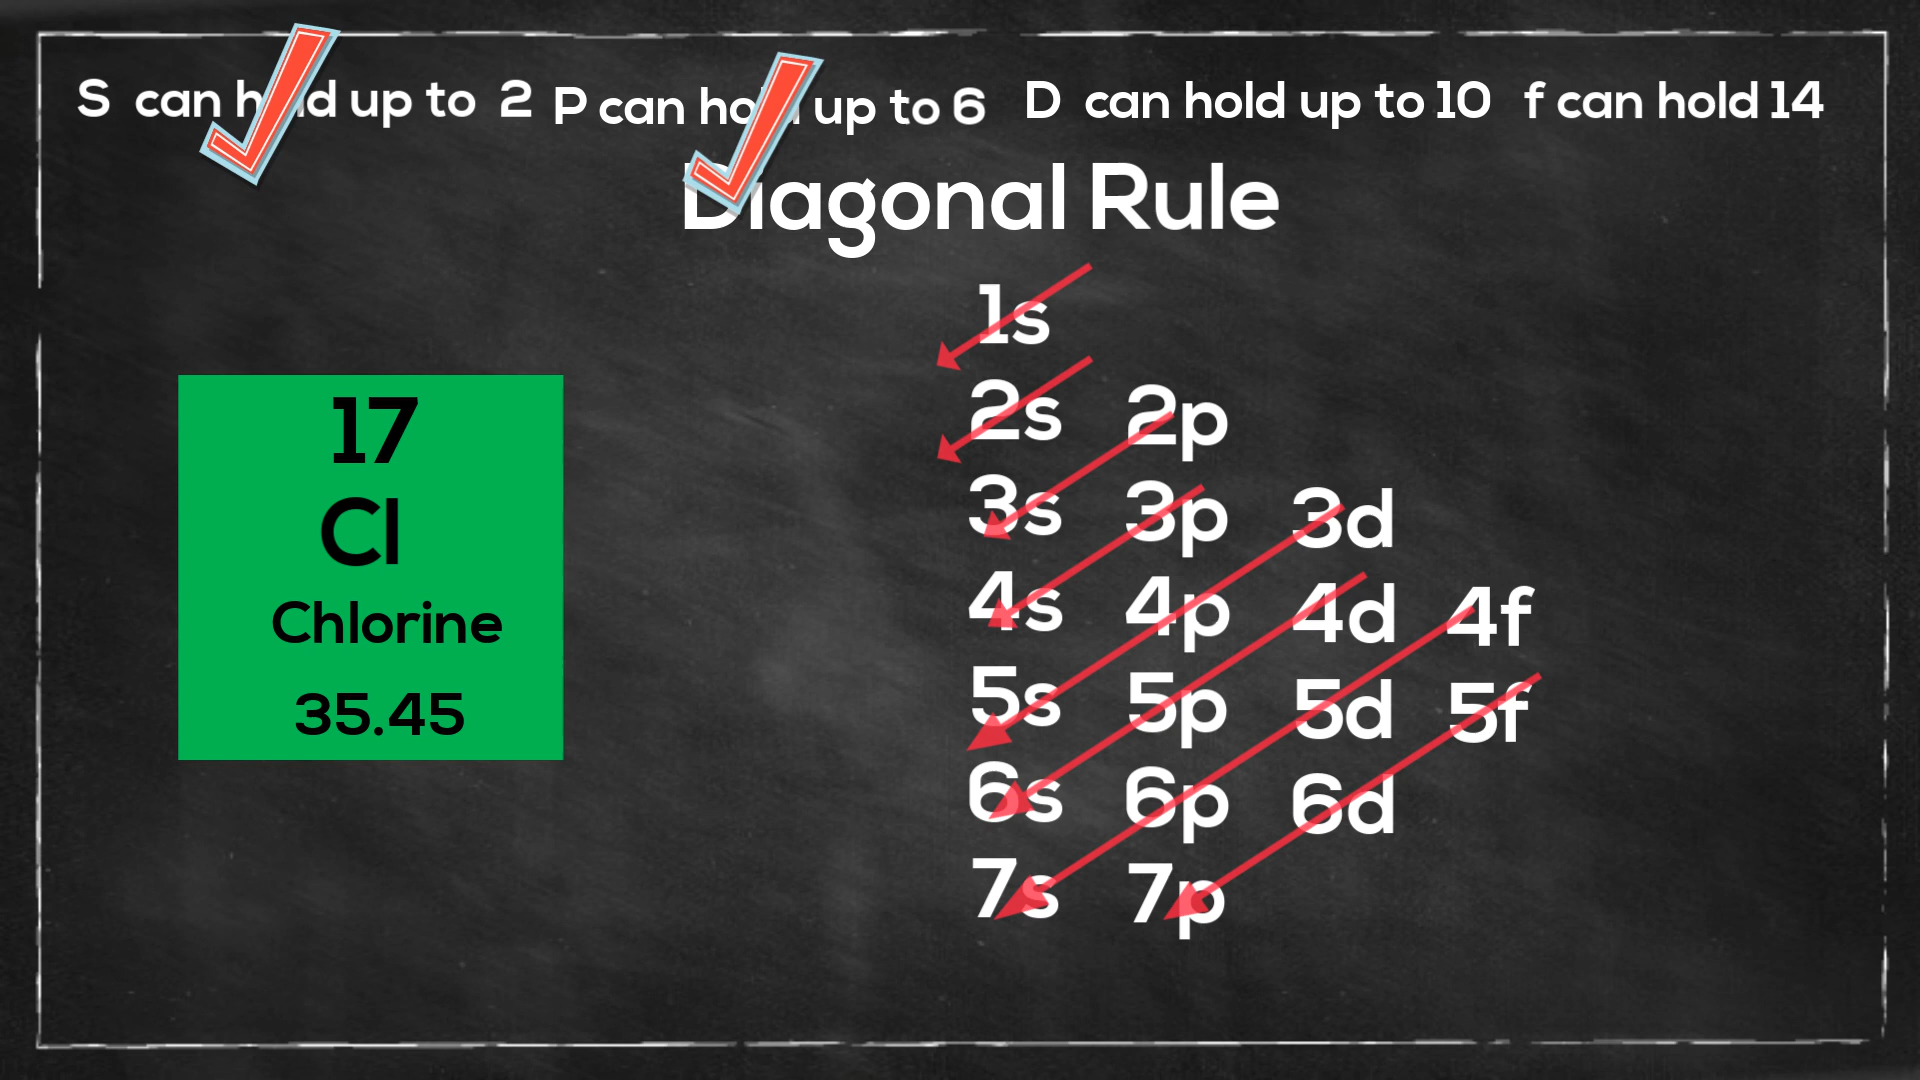 S can hold up to 2
P can hold up to 6
D can hold up to 10
f can hold 14
Diagonal Rule
17
Cl
Chlorine
35.45
1s
2s 2p
3s 3p 3d
4s 4p 4d 4f
5s 5p 5d 5f
6s 6p 6d
7s 7p